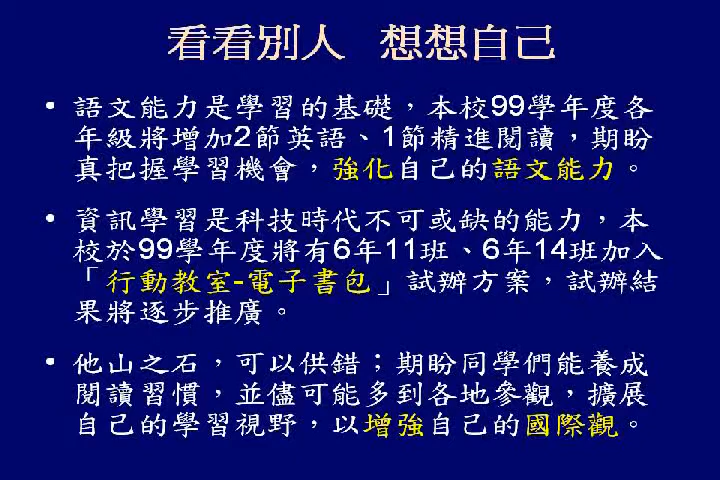 看看別人 想想自己
• 語文能力是學習的基礎，本校99學年度各
年級將增加2節英語、1節精進閱讀，期盼
真把握學習機會，強化自己的語文能力。
• 資訊學習是科技時代不可或缺的能力，本
校於99學年度將有6年11班、6年14班加入
「行動教室-電子書包」試辦方案，試辦結
果將逐步推廣。
• 他山之石，可以供錯；期盼同學們能養成
閱讀習慣，並儘可能多到各地參觀，擴展
自己的學習視野，以增強自己的國際觀。